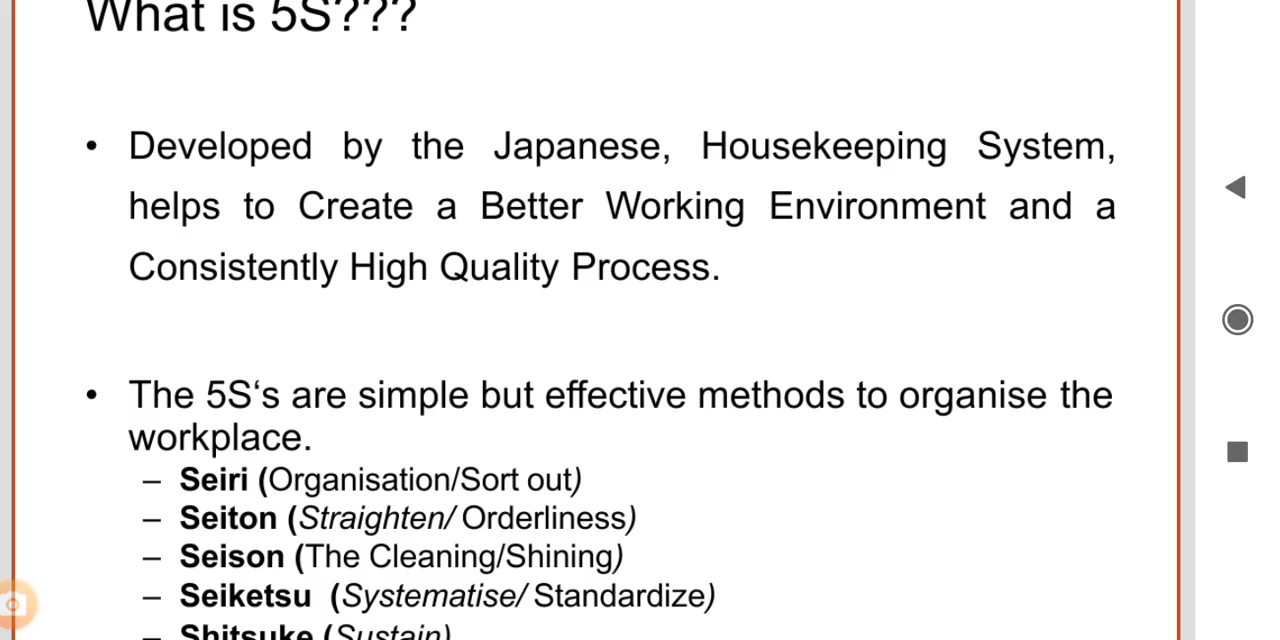 What is 5S???
• Developed by the Japanese, Housekeeping System,
helps to Create a Better Working Environment and a
Consistently High Quality Process.
• The 5S‘s are simple but effective methods to organise the
workplace.
– Seiri (Organisation/Sort out)
– Seiton (Straighten/ Orderliness)
– Seison (The Cleaning/Shining)
– Seiketsu (Systematise/ Standardize)
– Shitsuke (Sustain)